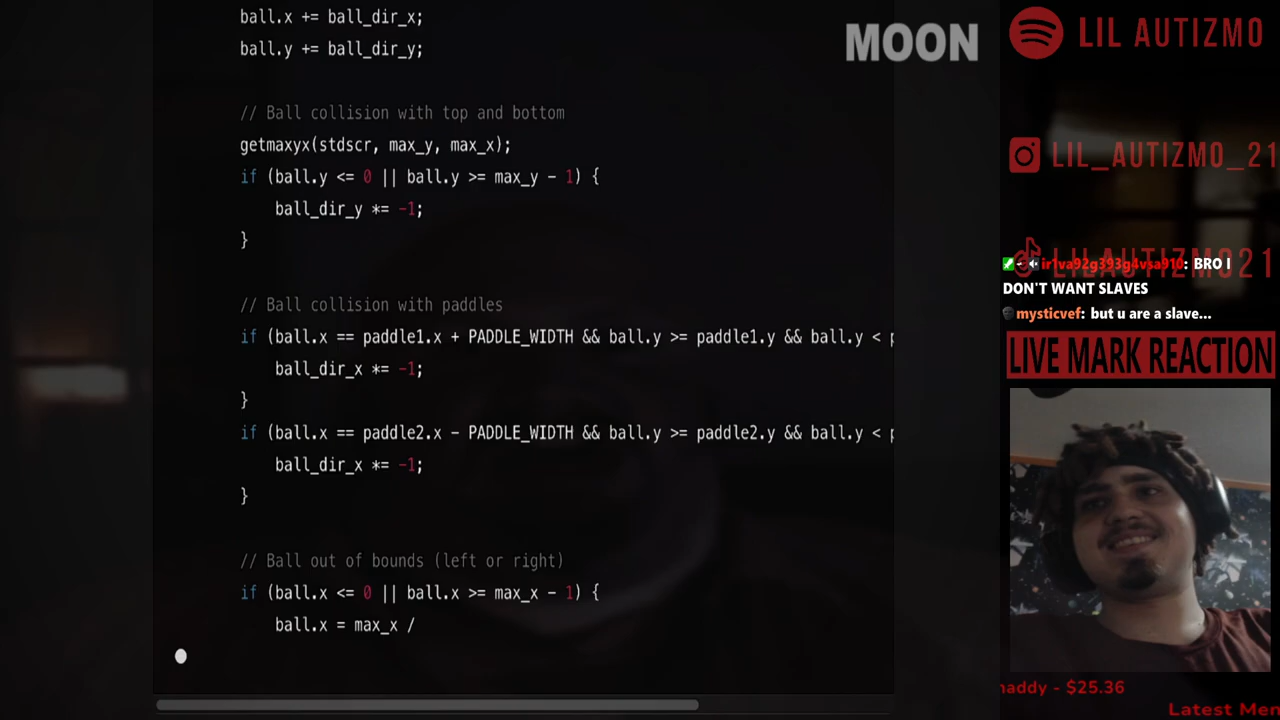 ball.x += ball_dir_x;
ball.y += ball_dir_y;
// Ball collision with top and bottom
getmaxyx(stdscr, max_y, max_x);
if (ball.y <= 0 || ball.y >= max_y - 1) {
ball_dir_y *= -1;
}
// Ball collision with paddles
if (ball.x == paddle1.x + PADDLE_WIDTH && ball.y >= paddle1.y && ball.y < p
ball_dir_x *= -1;
}
if (ball.x == paddle2.x - PADDLE_WIDTH && ball.y >= paddle2.y && ball.y < p
ball_dir_x *= -1;
}
// Ball out of bounds (left or right)
if (ball.x <= 0 || ball.x >= max_x - 1) {
ball.x = max_x /
MOON
LIL AUTIZMO
LIL_AUTIZMO_21
LILAUTIZMO21
ir1va92g393g4vsa910: BRO I
DON'T WANT SLAVES
mysticvef: but u are a slave...
LIVE MARK REACTION
haddy - $25.36
Latest Mem